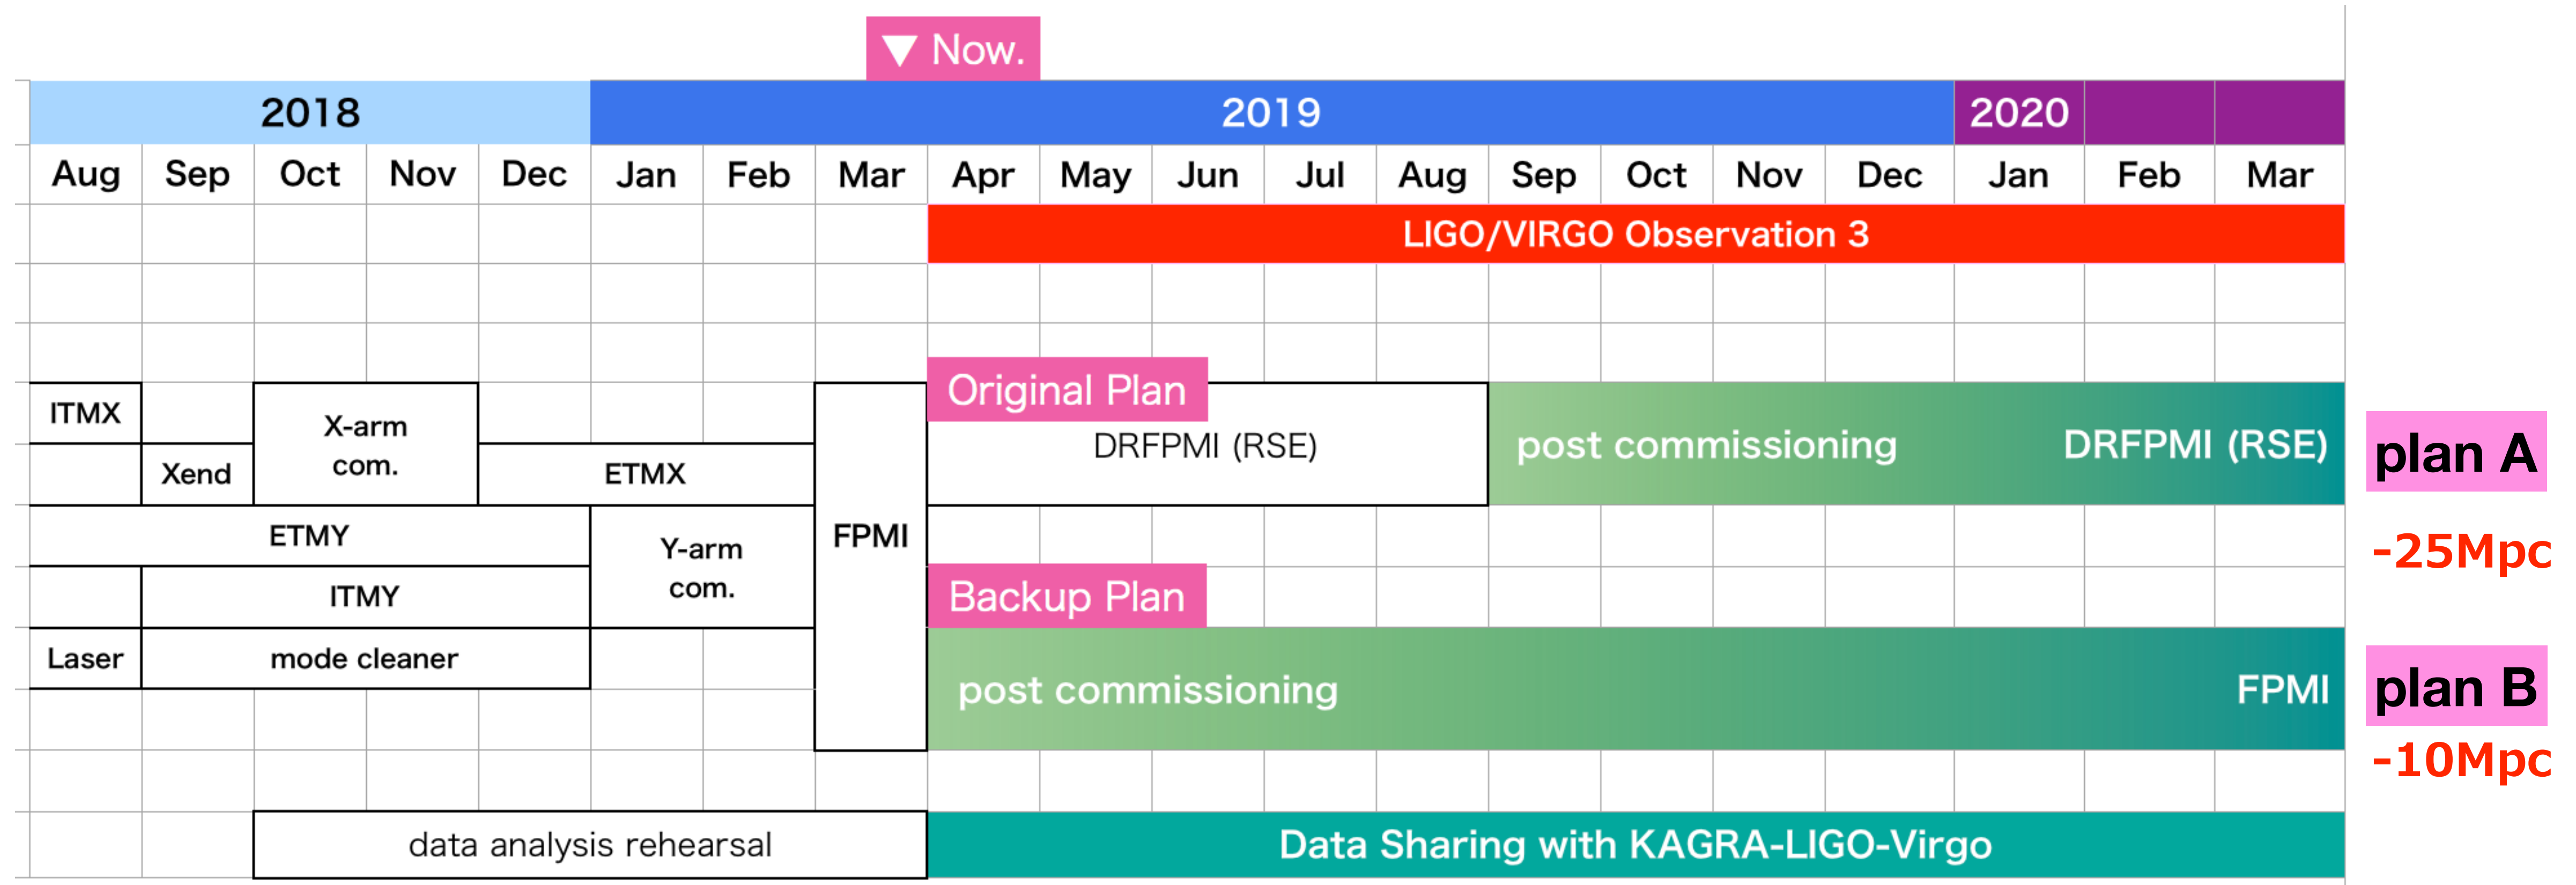 ▼ Now.
2018
2019
2020
Aug Sep Oct Nov Dec Jan Feb Mar Apr May Jun Jul Aug Sep Oct Nov Dec Jan Feb Mar
LIGO/VIRGO Observation 3
Original Plan
ITMX
X-arm
com.
Xend
ETMX
DRFPMI (RSE)
post commissioning
DRFPMI (RSE)
plan A
-25Mpc
ETMY
Y-arm
com.
FPMI
ITMY
Backup Plan
Laser
mode cleaner
post commissioning
FPMI
plan B
-10Mpc
data analysis rehearsal
Data Sharing with KAGRA-LIGO-Virgo